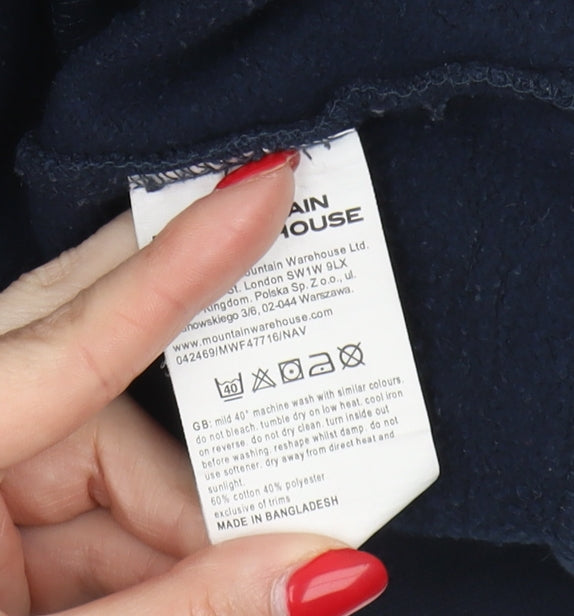 AIN
HOUSE
ountain Warehouse Ltd.
St. London SW1W 9LX
Kingdom. Polska Sp. Z o.o., ul.
nowskiego 3/6, 02-044 Warszawa.
www.mountainwarehouse.com
042469/MWF47716/NAV
40
GB: mild 40° machine wash with similar colours.
do not bleach. tumble dry on low heat. cool iron
on reverse. do not dry clean. turn inside out
before washing. reshape whilst damp. do not
use softener. dry away from direct heat and
sunlight.
60% cotton 40% polyester
exclusive of trims
MADE IN BANGLADESH